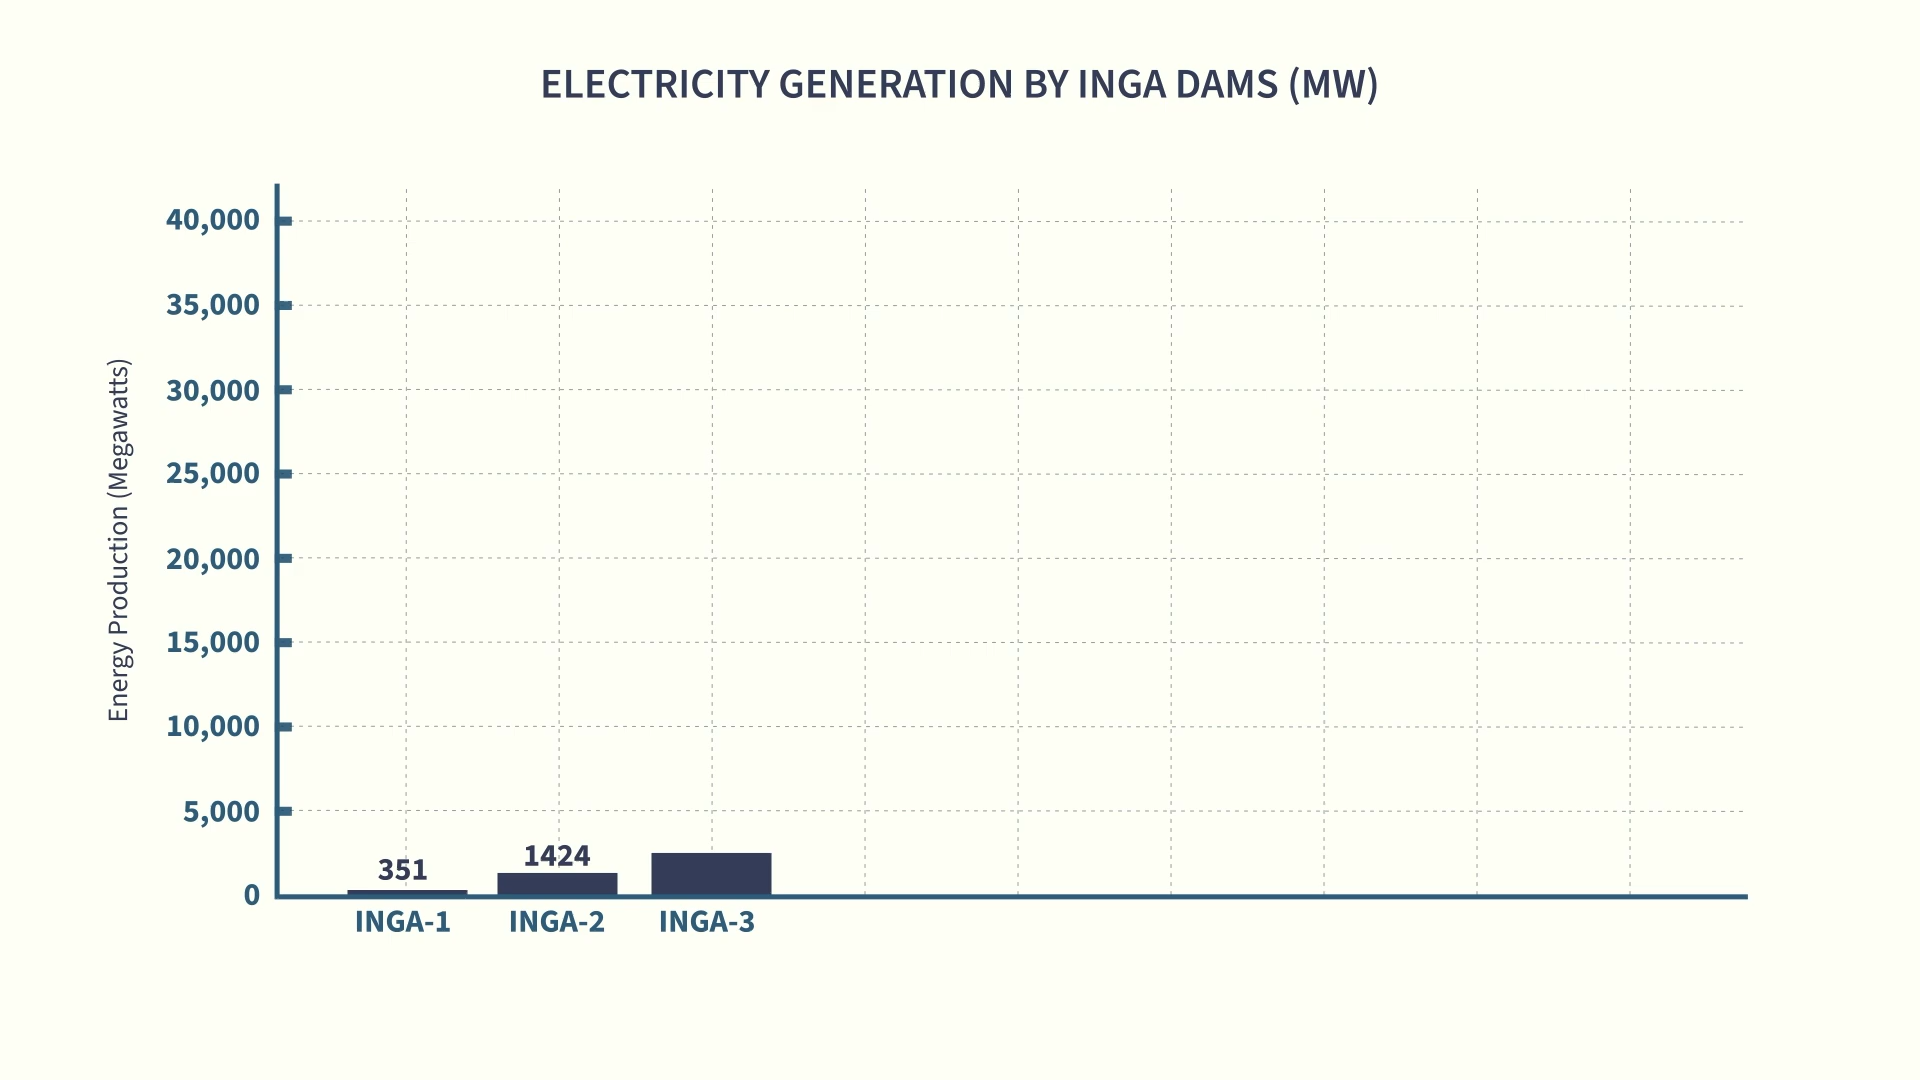 ELECTRICITY GENERATION BY INGA DAMS (MW)
Energy Production (Megawatts)
40,000
35,000
30,000
25,000
20,000
15,000
10,000
5,000
0
351
1424
INGA-1
INGA-2
INGA-3